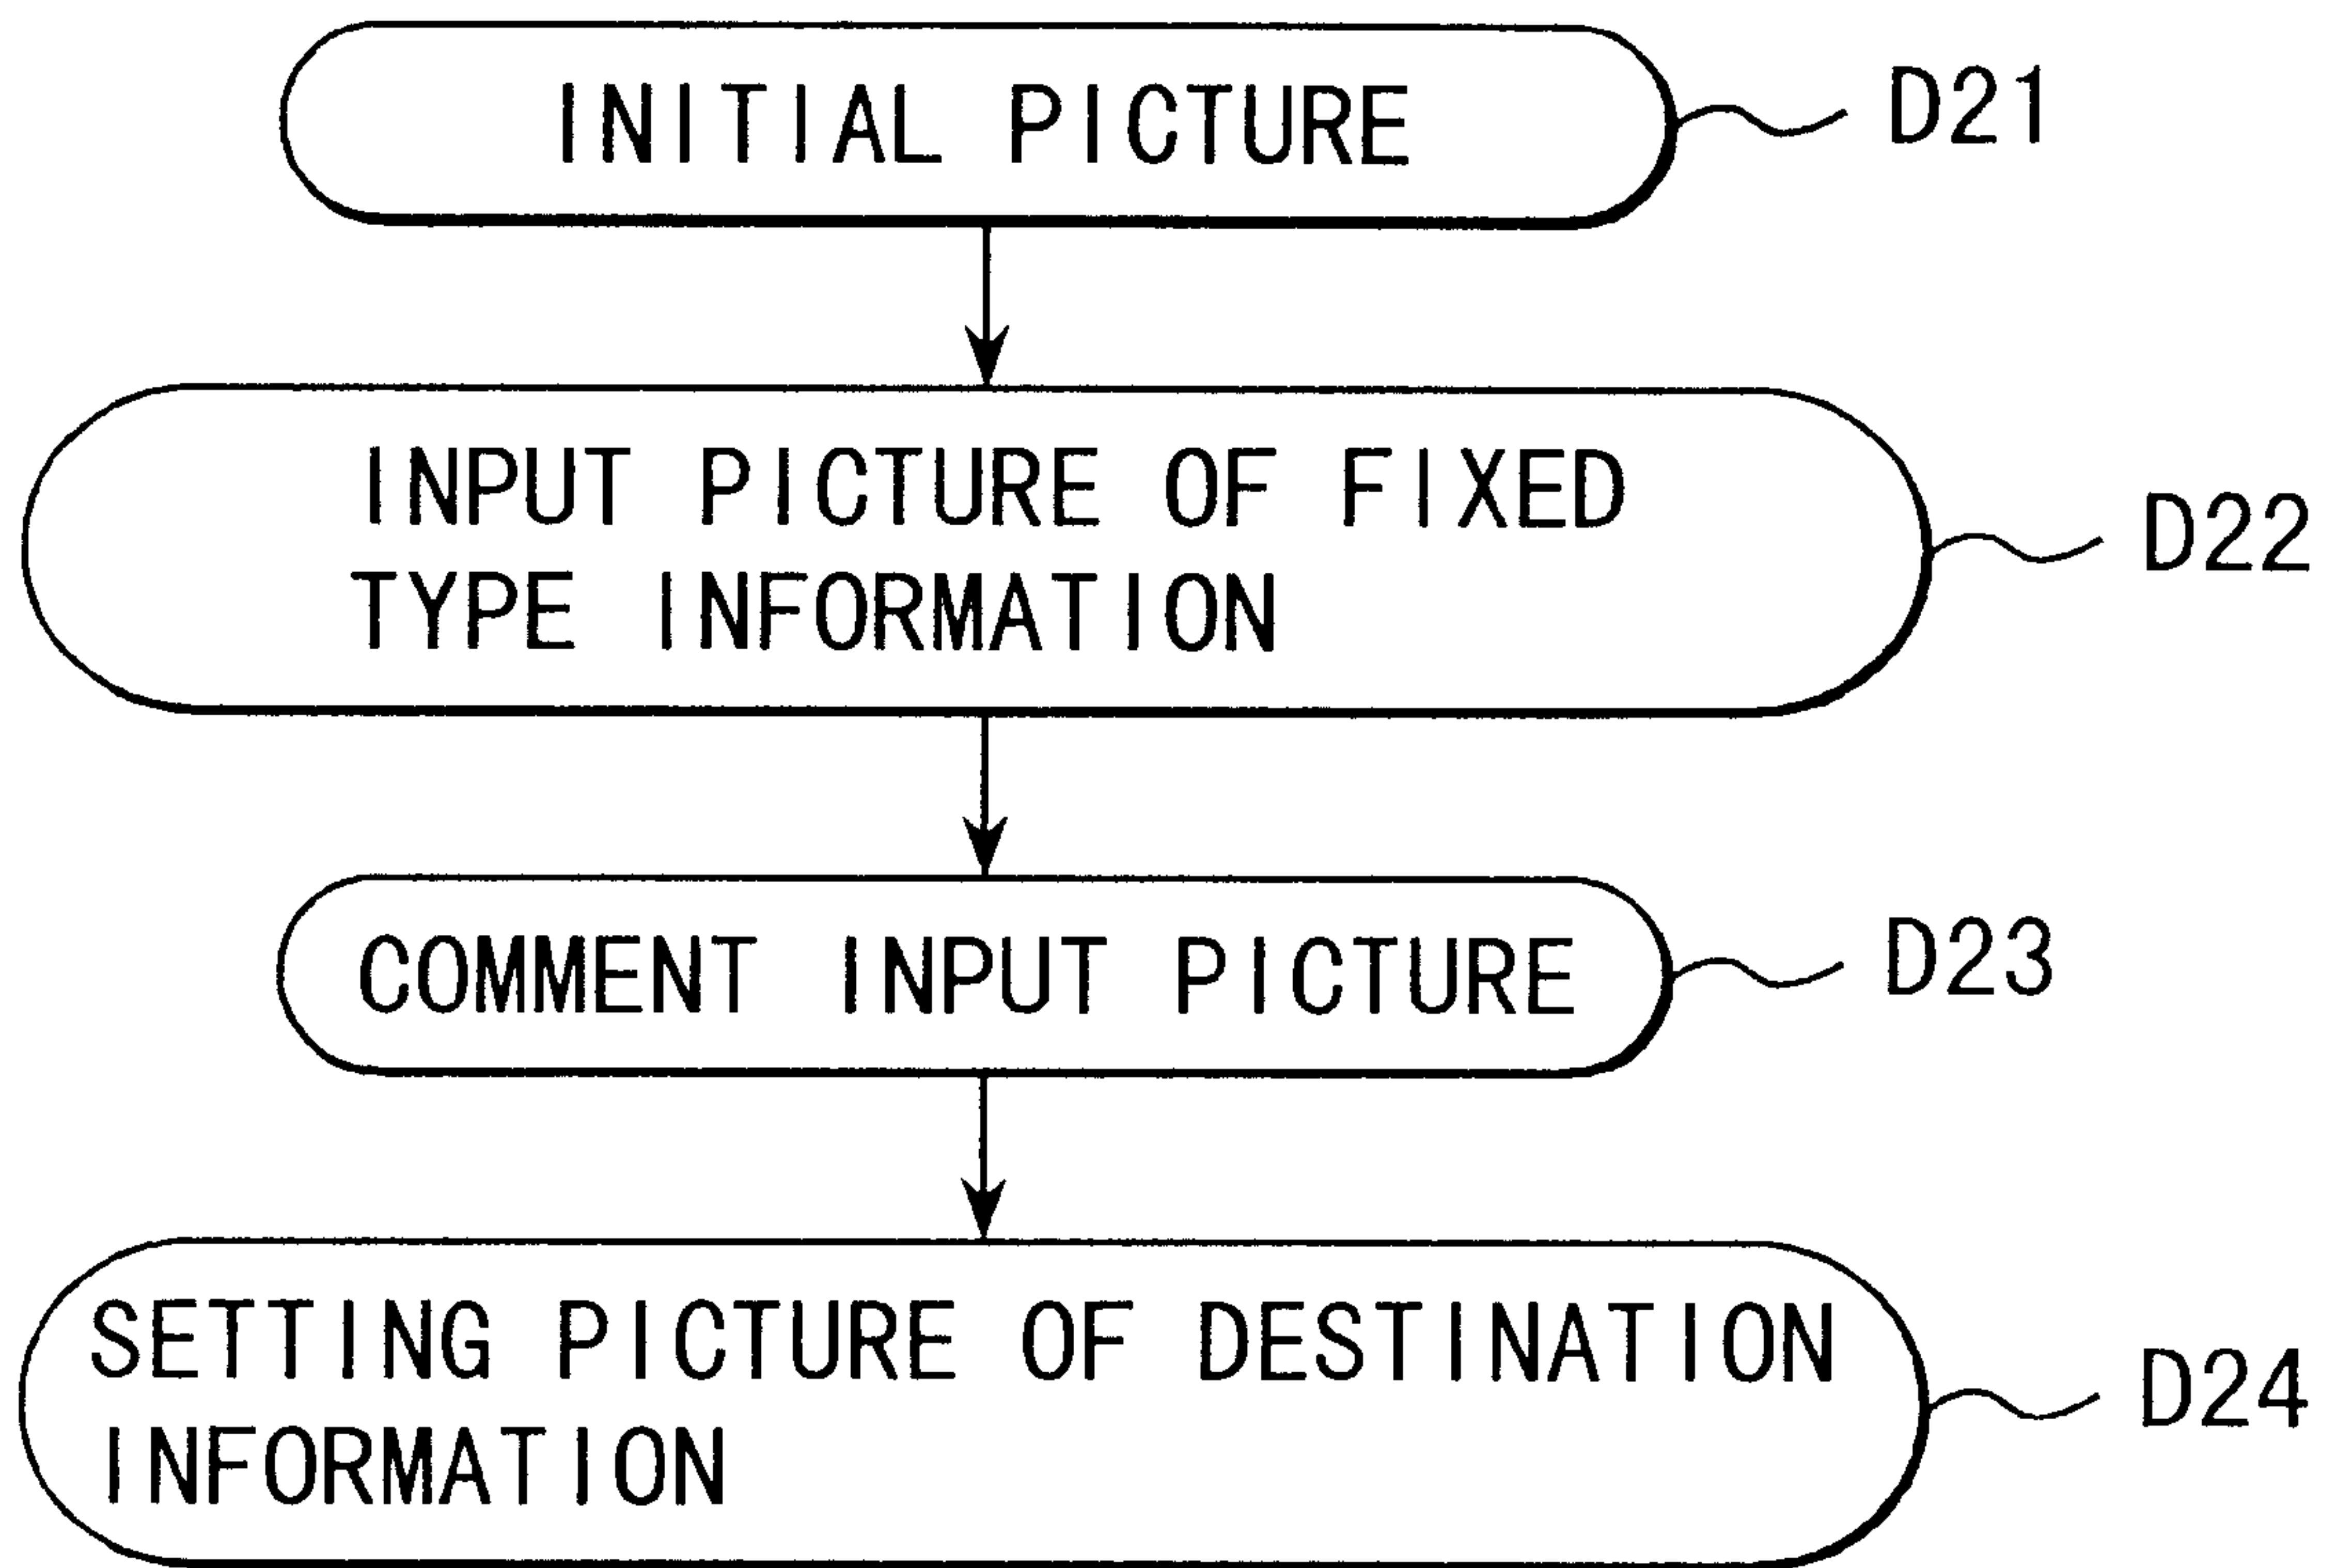 INITIAL PICTURE
D21
INPUT PICTURE OF FIXED
TYPE INFORMATION
D22
COMMENT INPUT PICTURE
D23
SETTING PICTURE OF DESTINATION
INFORMATION
D24